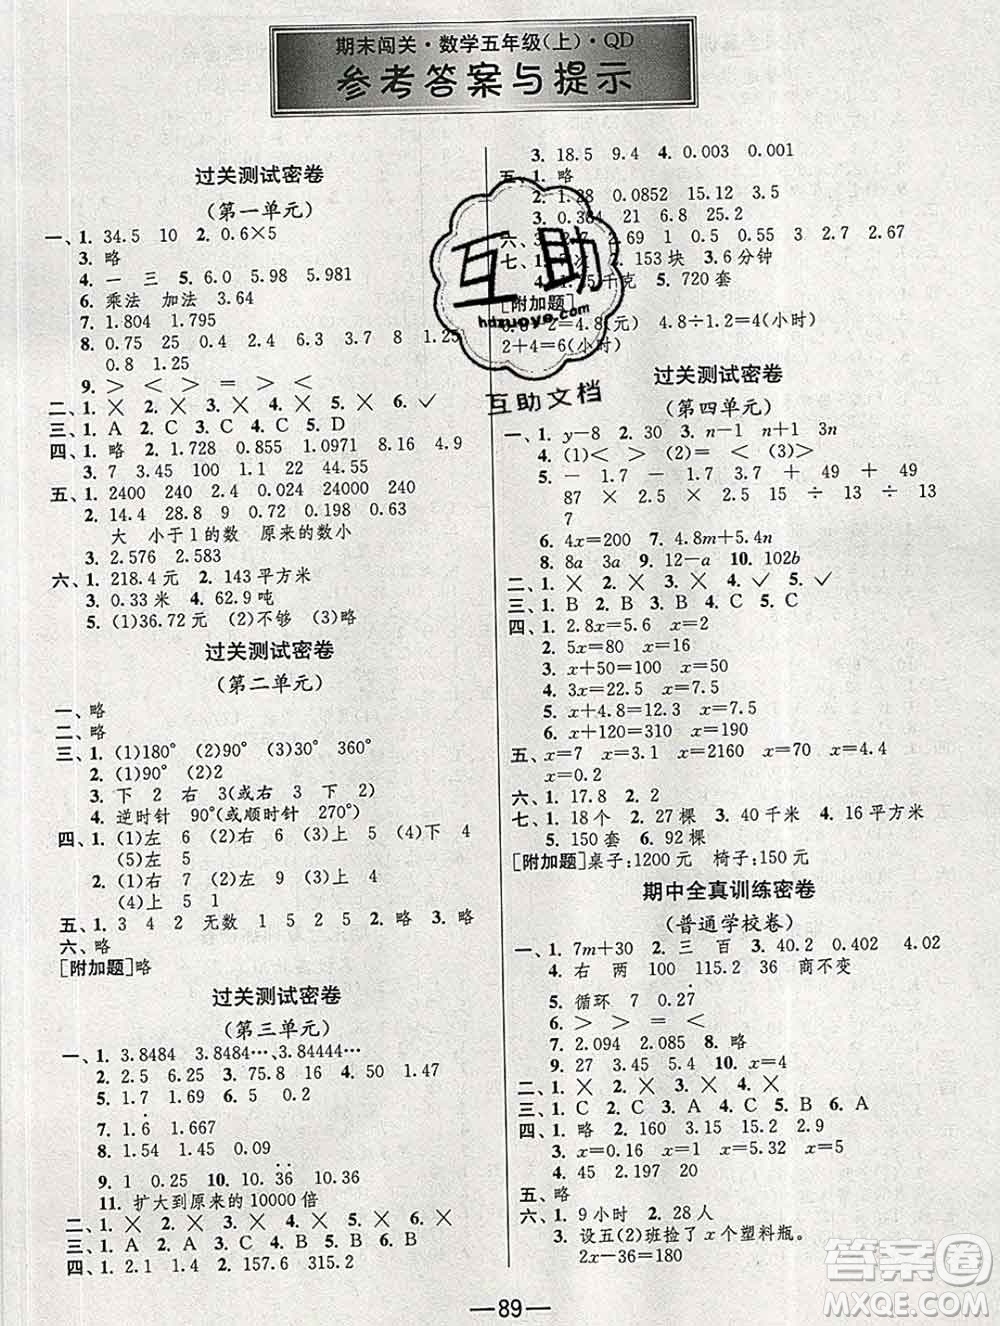 期末闯关·数学五年级(上)·QD
参考答案与提示
过关测试密卷
(第一单元)
一、1. 34.5 10 2. 0.6×5
3. 略
4. 一 三 5. 6.0 5.98 5.981
6. 乘法 加法 3.64
7. 1.804 1.795
8. 0.75 25 0.4 6.3 3.7 8 1.25
0.8 1.25
9. > < > = > <
二、1. × 2. × 3. × 4. × 5. × 6. ✓
三、1. A 2. C 3. C 4. C 5. D
四、1. 略 2. 1.728 0.855 1.0971 8.16 4.9
3. 7 3.45 100 110 44.55
五、1. 2400 240 2.4 0.024 240 240
2. 14.4 28.8 9 0.72 0.198 0.63
大 小于1的数 原来的数小
3. 2.576 2.583
六、1. 218.4元 2. 143平方米
3. 0.33米 4. 62.9吨
5. (1)36.72元 (2)不够 (3)略
过关测试密卷
(第二单元)
一、略
二、略
三、1. (1)180° (2)90° (3)30° 360°
2. (1)90° (2)2
3. 下 2 右 3(或右 3 下 2)
4. 逆时针 90°(或顺时针 270°)
四、1. (1)左 6 (2)右 6 (3)上 5 (4)下 4
(5)左 5
2. (1)右 7 (2)下 5 (3)左 7
(4)上 5 (5)1
五、1. 3 4 2 无数 1 2 5 2 2. 略 3. 略
六、略
[附加题]略
过关测试密卷
(第三单元)
一、1. 3.8484 3.8484…、3.84444…
2. 2.5 6.25 3. 75.8 16 4. 50 447
5. 1.7 1.69 6. 5 0.2
7. 1.6̇ 1.667
8. 1.54 1.45 0.09
9. 1 0.25 10. 10.3̇6̇ 10.36
11. 扩大到原来的10000倍
二、1. × 2. × 3. × 4. × 5. ×
三、1. A 2. A 3. C 4. C 5. B
四、1. 2.1 1.4 2. 157.6 315.2
3. 18.5 9.4 4. 0.003 0.001
五、1. 略
2. 1.28 0.0852 15.12 3.5
21 6.8 25.2
1 0.5 0.55 3 2.7 2.67
2. 153块 3. 6分钟
5. 720套
[附加题]
4.8÷1.2=4(小时)
2+4=6(小时)
互助
hdzuoye.com
互助文档
过关测试密卷
(第四单元)
一、1. y−8 2. 30 3. n−1 n+1 3n
4. (1)< > (2)= < (3)>
5. − 1.7 − 1.7 3.7 + 42 + 45
87 × 2.5 × 2.5 15 ÷ 13 ÷ 13
7
6. 4x=200 7. 4.8m+5.4n
8. 8a 3a 9. 12−a 10. 102b
二、1. × 2. × 3. × 4. ✓ 5. ✓
三、1. B 2. B 3. C 4. C 5. B
四、1. 2.8x=5.6 x=2
2. 5x=80 x=16
3. x+50=100 x=50
4. 3x=22.5 x=7.5
5. x+4.8=12.3 x=7.5
6. x+120=310 x=190
五、x=7 x=3.1 x=2160 x=70 x=4.4
x=0.2
六、1. 17.8 2. 2
七、1. 18个 2. 27棵 3. 40千米 4. 16平方米
5. 150套 6. 92棵
[附加题]桌子:1200元 椅子:150元
期中全真训练密卷
(普通学校卷)
一、1. 7m+30 2. 三 百 3. 40.2 0.402 4.02
4. 右 两 100 115.2 36 商不变
5. 循环 7 0.27̇
6. > > > = <
7. 2.094 2.085 8. 略
9. 27 3.45 5.4 10. x=4
二、1. × 2. × 3. × 4. ×
三、1. C 2. C 3. A 4. C 5. C 6. A
四、1. 略 2. 160 3.15 15.2 2.9
3. x=0.15 x=1 x=5.4
4. 45 2.197 20
五、略
六、1. 9小时 2. 28人
3. 设五(2)班捡了x个塑料瓶。
2x−36=180
— 89 —
答案圈
MXQE.COM